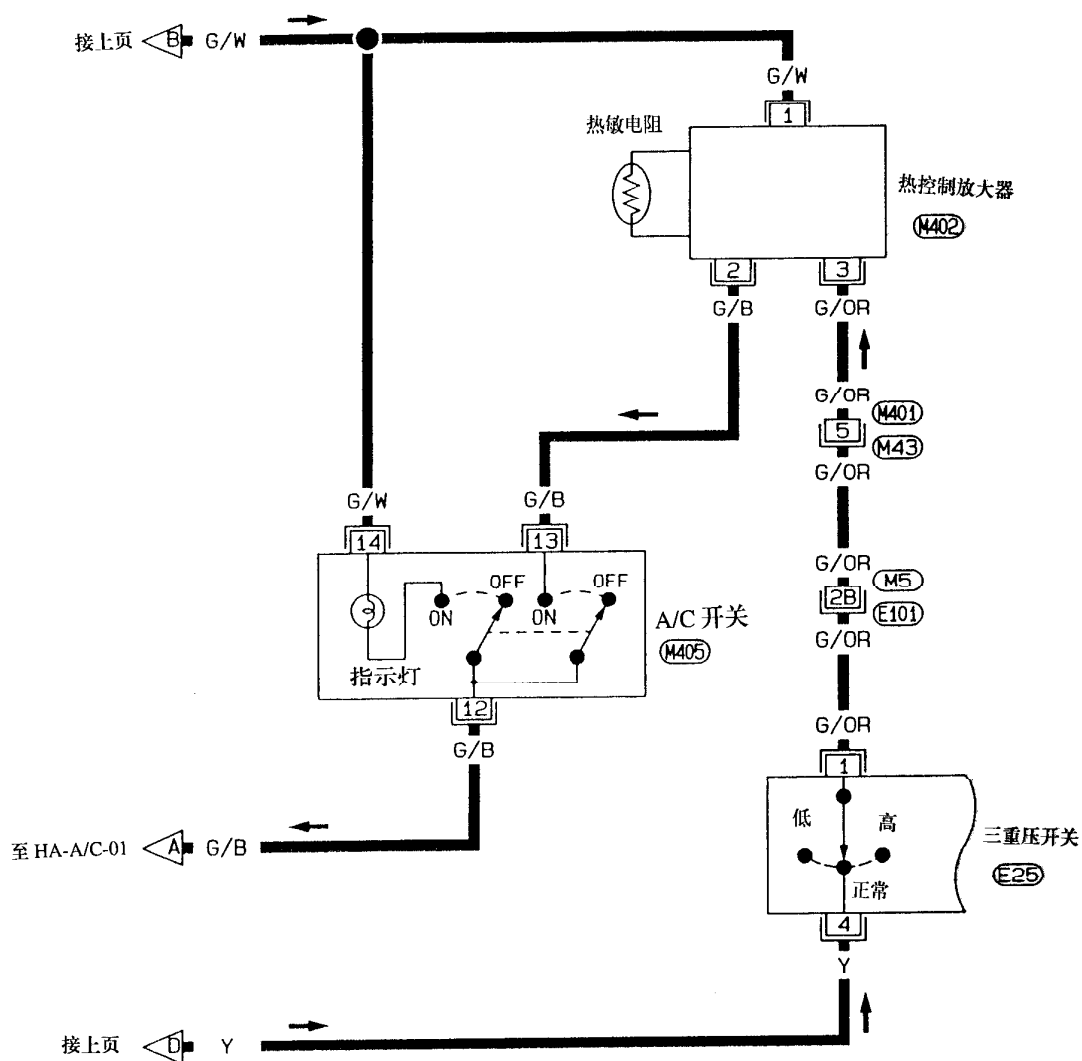 接上页 B G/W
G/W
1
热敏电阻
热控制放大器
M402
2 3
G/B G/OR
G/OR
M401
5
M43
G/OR
G/W G/B
14 13
G/OR
M5
2B
E101
G/OR
OFF OFF
ON ON
A/C 开关
M405
指示灯
12
G/B
G/OR
1
低 高
三重压开关
E25
正常
4
至 HA-A/C-01 A G/B
Y
接上页 D Y